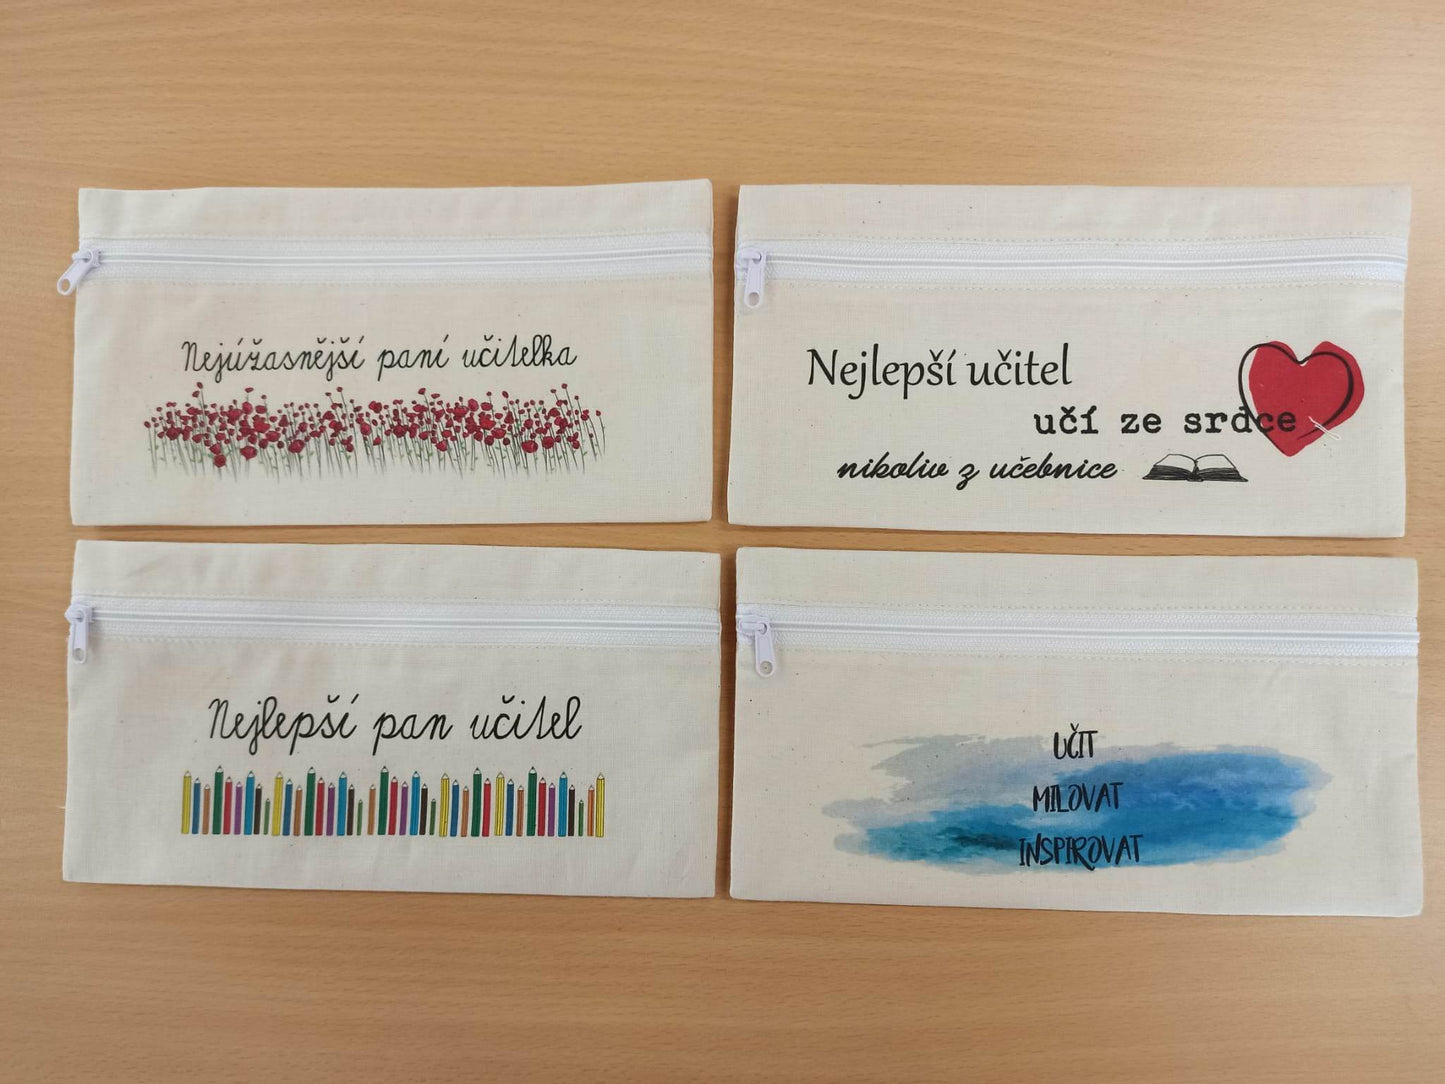 Nejúžasnější paní učitelka
Nejlepší učitel
učí ze srdce
nikoliv z učebnice
Nejlepší pan učitel
UČIT
MILOVAT
INSPIROVAT